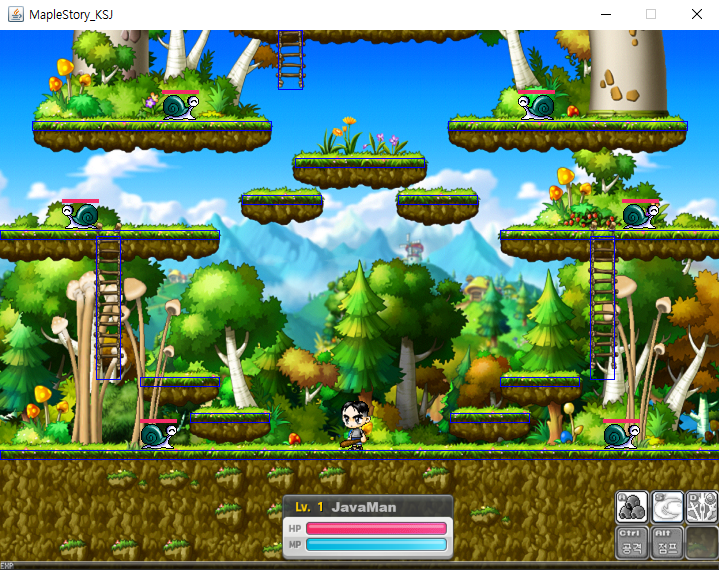 MapleStory_KSJ
Lv. 1 JavaMan
HP
MP
A S D
Ctrl Alt
공격 점프
EXP